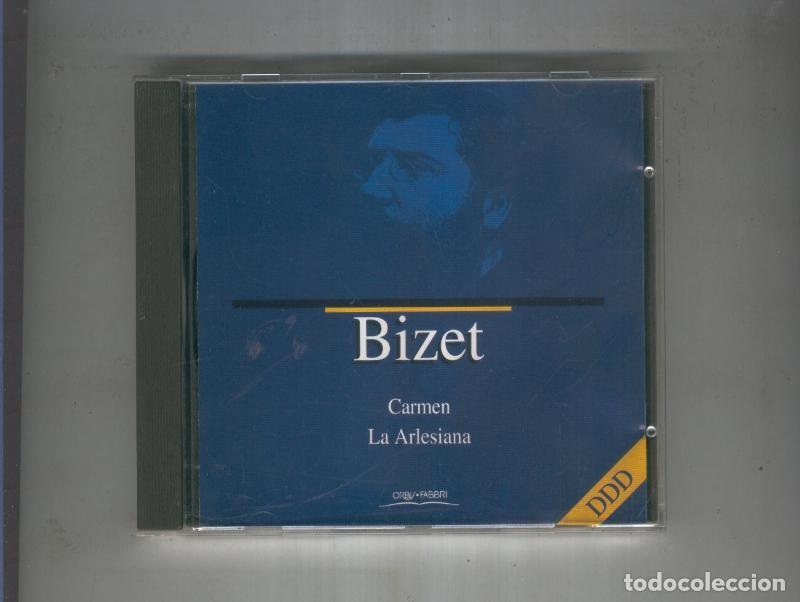 Bizet
Carmen
La Arlesiana
ORBIS•FABBRI
DDD
todocoleccion